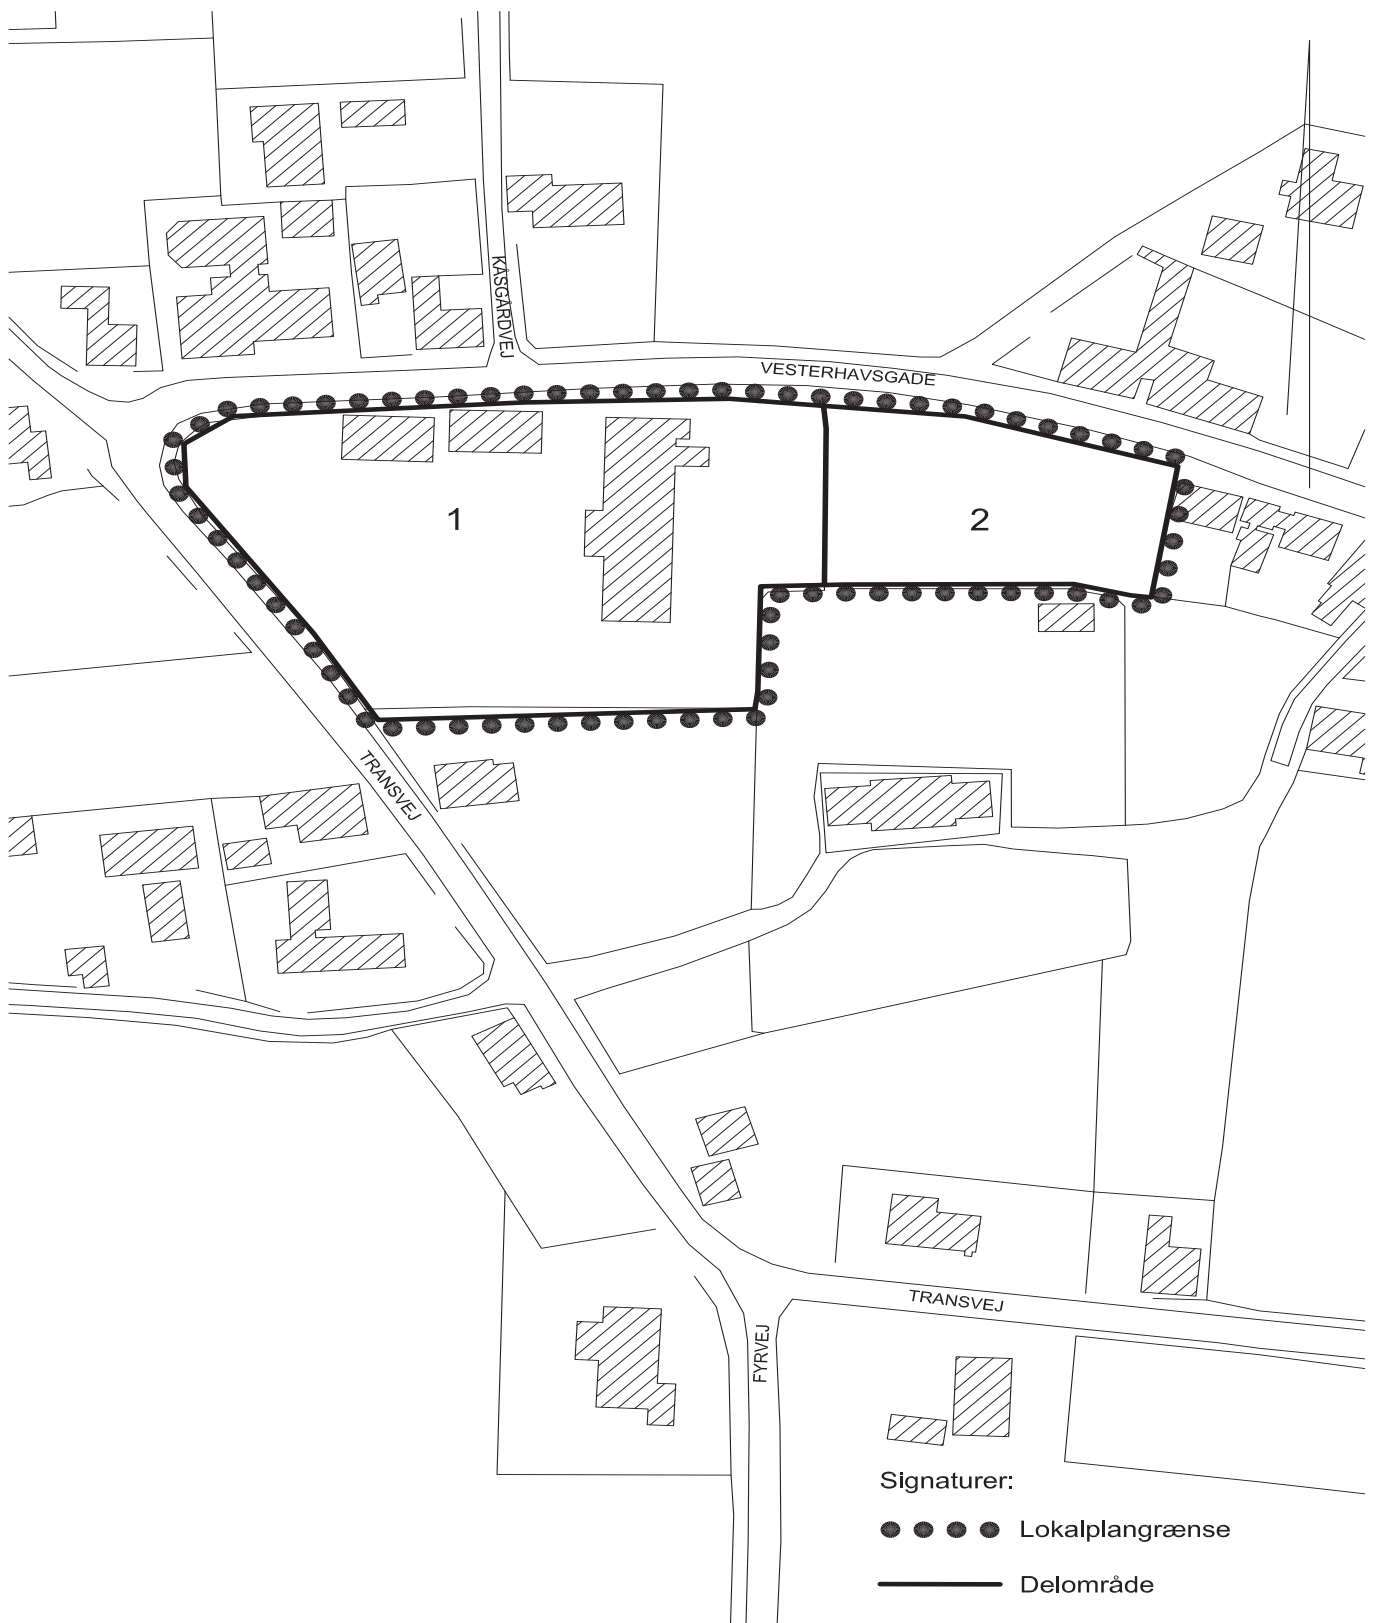 KÅSGÅRDVEJ
VESTERHAVSGADE
1
2
TRANSVEJ
TRANSVEJ
FYRVEJ
Signaturer:
Lokalplangrænse
Delområde